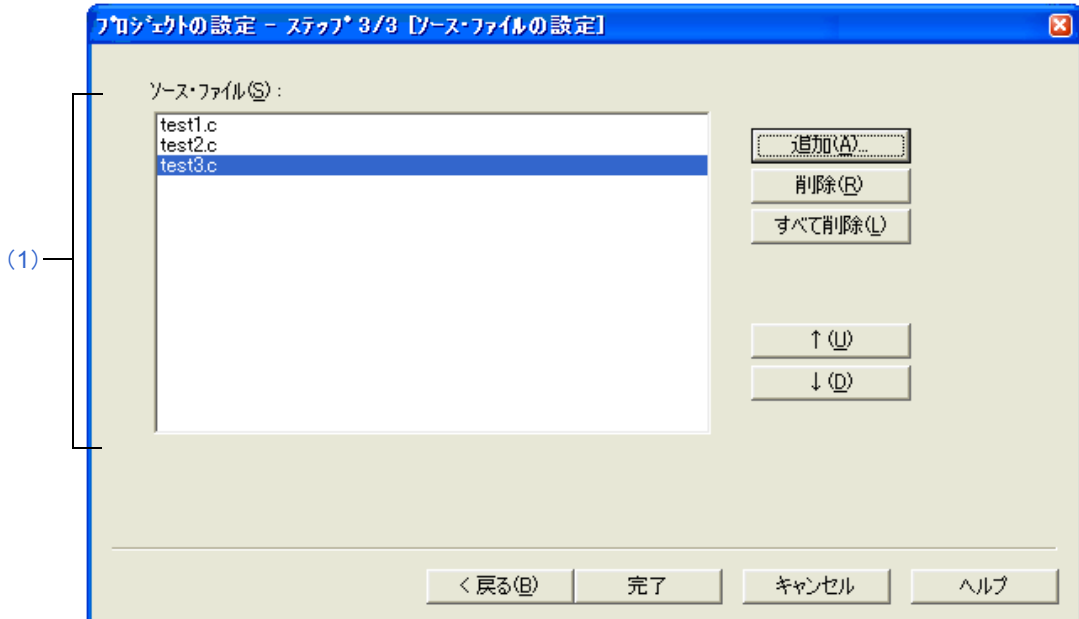 プロジェクトの設定 - ステップ 3/3 [ソース・ファイルの設定]
ソース・ファイル(S) :
test1.c
test2.c
test3.c
追加(A)...
削除(R)
すべて削除(L)
(1)
↑(U)
↓(D)
< 戻る(B)
完了
キャンセル
ヘルプ